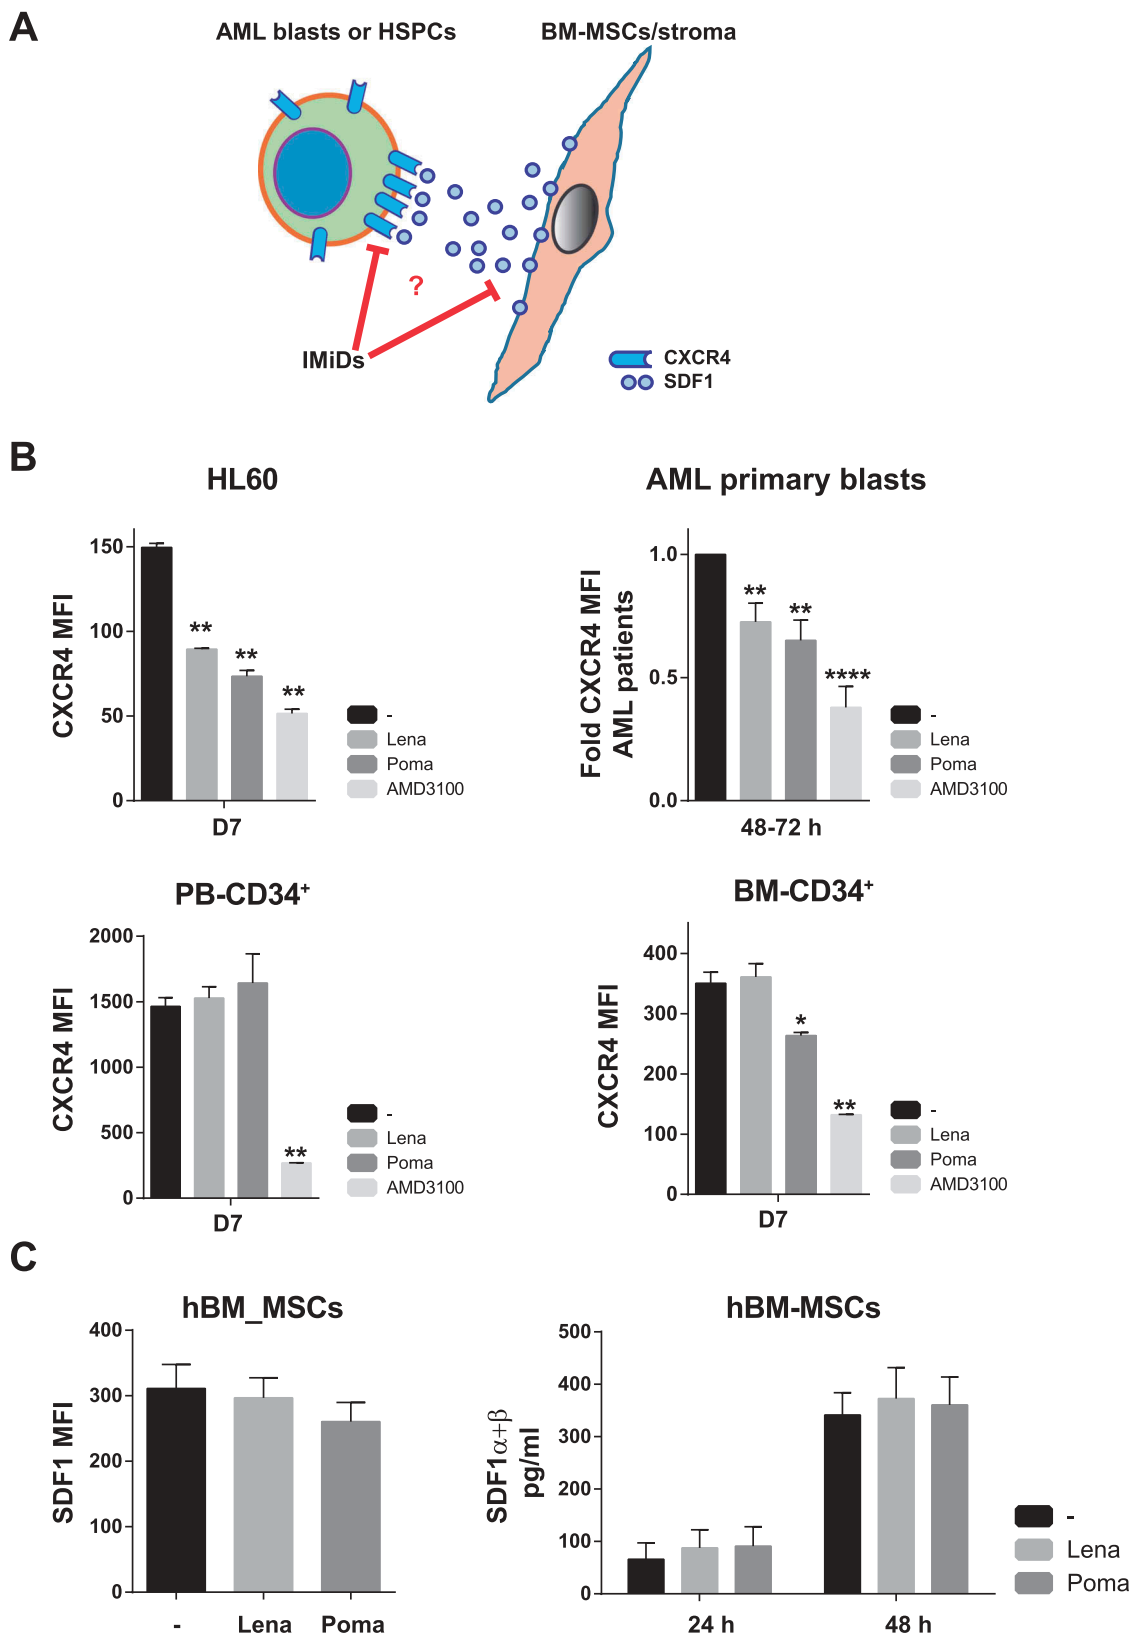 A
AML blasts or HSPCs
BM-MSCs/stroma
?
IMiDs
CXCR4
SDF1
B
HL60
CXCR4 MFI
150
100
50
0
**
**
**
D7
-
Lena
Poma
AMD3100
AML primary blasts
Fold CXCR4 MFI
AML patients
1.0
0.5
0.0
**
**
****
48-72 h
-
Lena
Poma
AMD3100
PB-CD34+
CXCR4 MFI
2000
1500
1000
500
0
**
D7
-
Lena
Poma
AMD3100
BM-CD34+
CXCR4 MFI
400
300
200
100
0
*
**
D7
-
Lena
Poma
AMD3100
C
hBM_MSCs
SDF1 MFI
400
300
200
100
0
- Lena Poma
hBM-MSCs
SDF1α+β
pg/ml
500
400
300
200
100
0
24 h 48 h
-
Lena
Poma